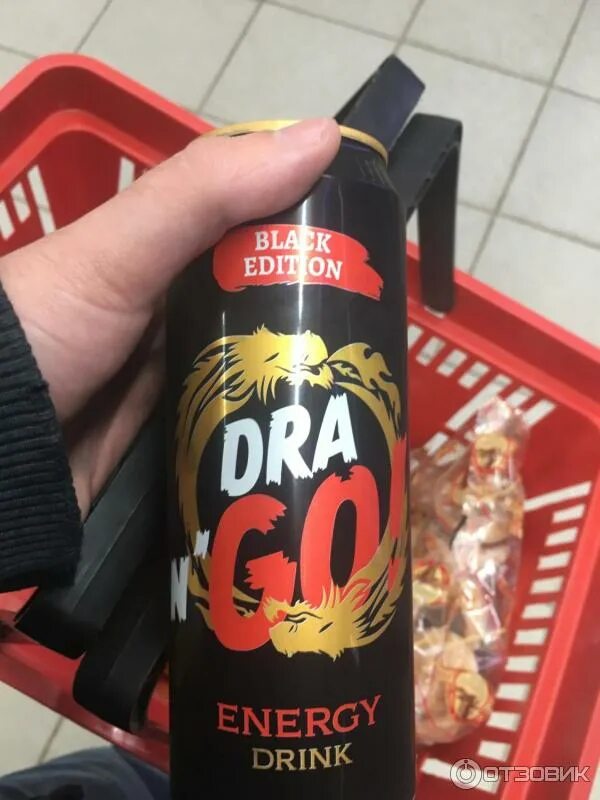 BLACK
EDITION
DRA
N"GO!
ENERGY
DRINK
ОТЗОВИК